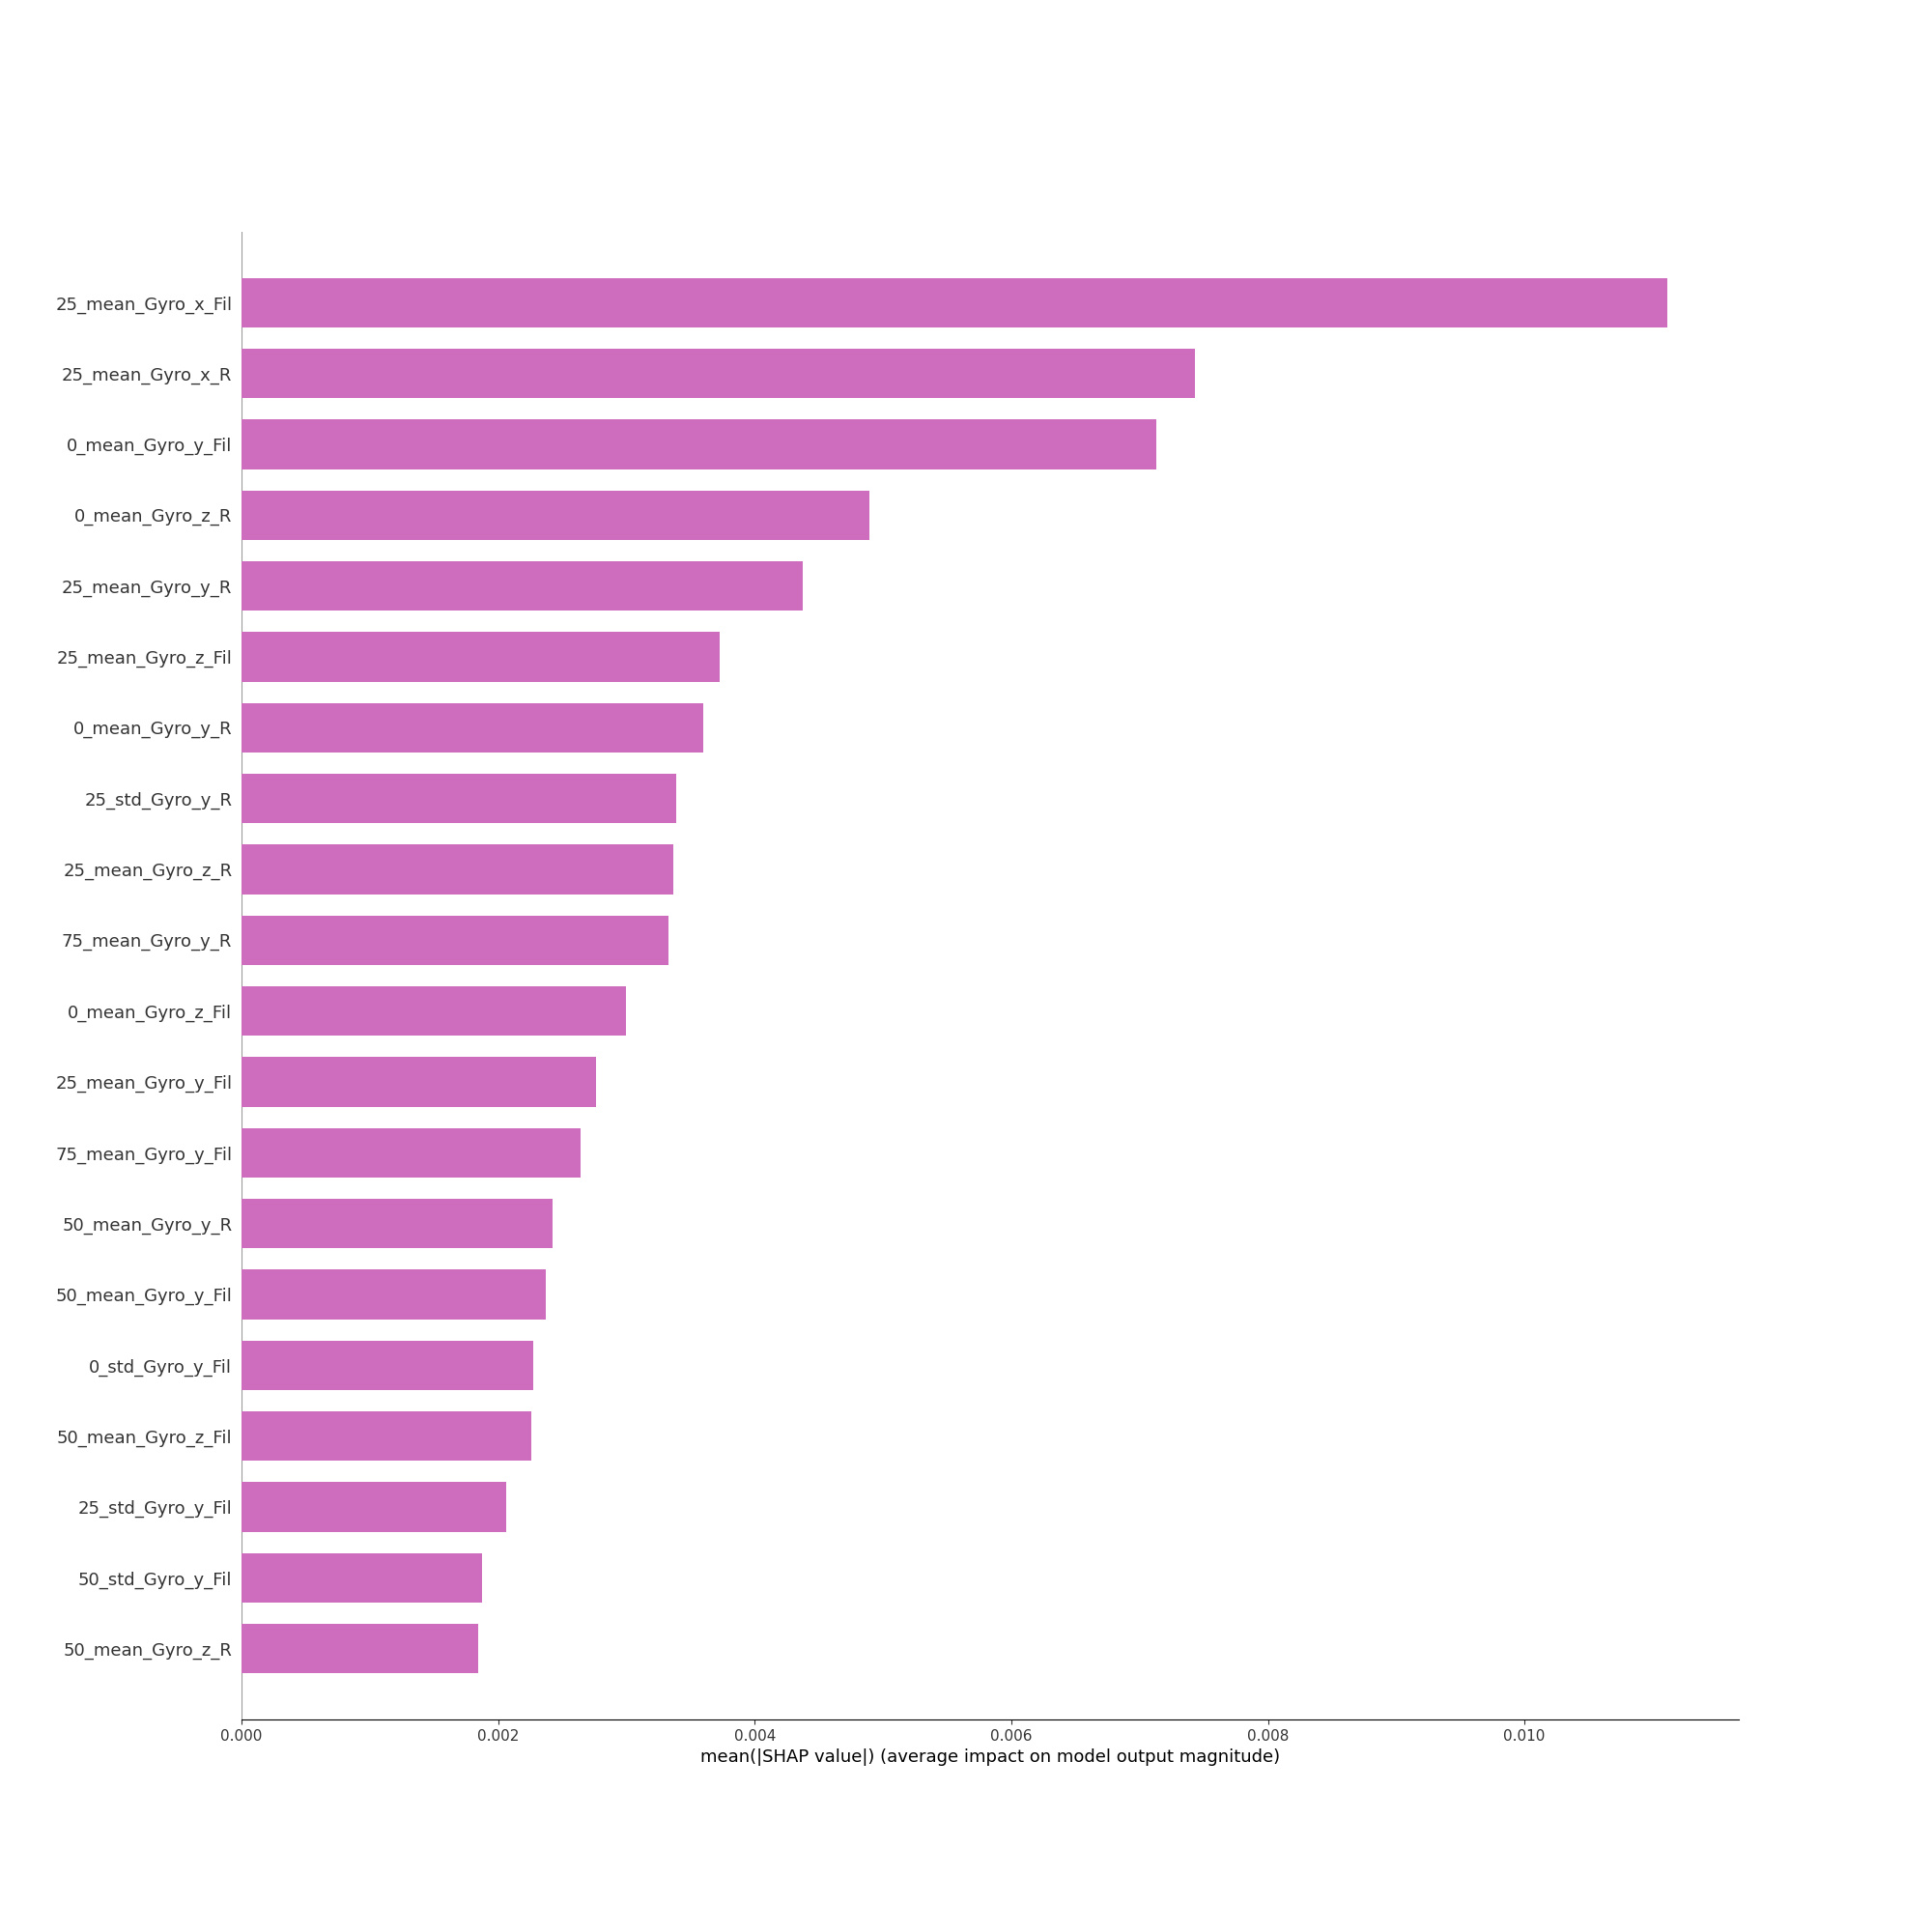 25_mean_Gyro_x_Fil
25_mean_Gyro_x_R
0_mean_Gyro_y_Fil
0_mean_Gyro_z_R
25_mean_Gyro_y_R
25_mean_Gyro_z_Fil
0_mean_Gyro_y_R
25_std_Gyro_y_R
25_mean_Gyro_z_R
75_mean_Gyro_y_R
0_mean_Gyro_z_Fil
25_mean_Gyro_y_Fil
75_mean_Gyro_y_Fil
50_mean_Gyro_y_R
50_mean_Gyro_y_Fil
0_std_Gyro_y_Fil
50_mean_Gyro_z_Fil
25_std_Gyro_y_Fil
50_std_Gyro_y_Fil
50_mean_Gyro_z_R
0.000 0.002 0.004 0.006 0.008 0.010
mean(|SHAP value|) (average impact on model output magnitude)